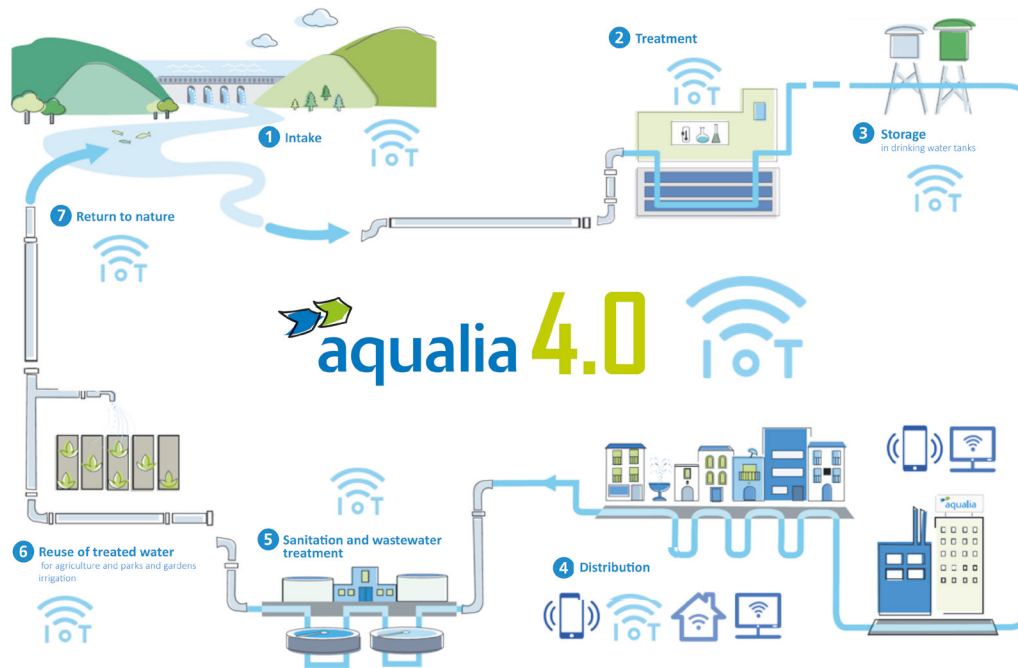 1 Intake
IoT
2 Treatment
IoT
3 Storage
in drinking water tanks
IoT
7 Return to nature
IoT
aqualia 4.0
IoT
aqualia
4 Distribution
IoT
IoT
5 Sanitation and wastewater
treatment
6 Reuse of treated water
for agriculture and parks and gardens
irrigation
IoT